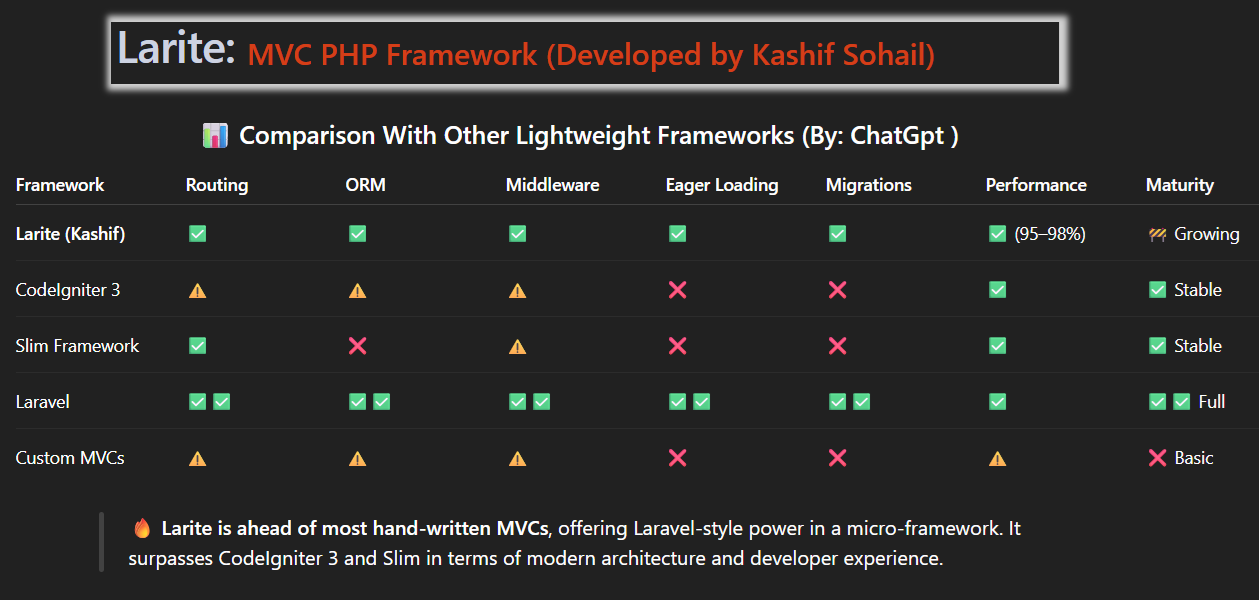 Larite: MVC PHP Framework (Developed by Kashif Sohail)
📊 Comparison With Other Lightweight Frameworks (By: ChatGpt )
Framework Routing ORM Middleware Eager Loading Migrations Performance Maturity
Larite (Kashif) ✅ ✅ ✅ ✅ ✅ ✅ (95–98%) 🚧 Growing
CodeIgniter 3 ⚠️ ⚠️ ⚠️ ❌ ❌ ✅ ✅ Stable
Slim Framework ✅ ❌ ⚠️ ❌ ❌ ✅ ✅ Stable
Laravel ✅ ✅ ✅ ✅ ✅ ✅ ✅ ✅ ✅ ✅ ✅ ✅ ✅ Full
Custom MVCs ⚠️ ⚠️ ⚠️ ❌ ❌ ⚠️ ❌ Basic
🔥 Larite is ahead of most hand-written MVCs, offering Laravel-style power in a micro-framework. It
surpasses CodeIgniter 3 and Slim in terms of modern architecture and developer experience.